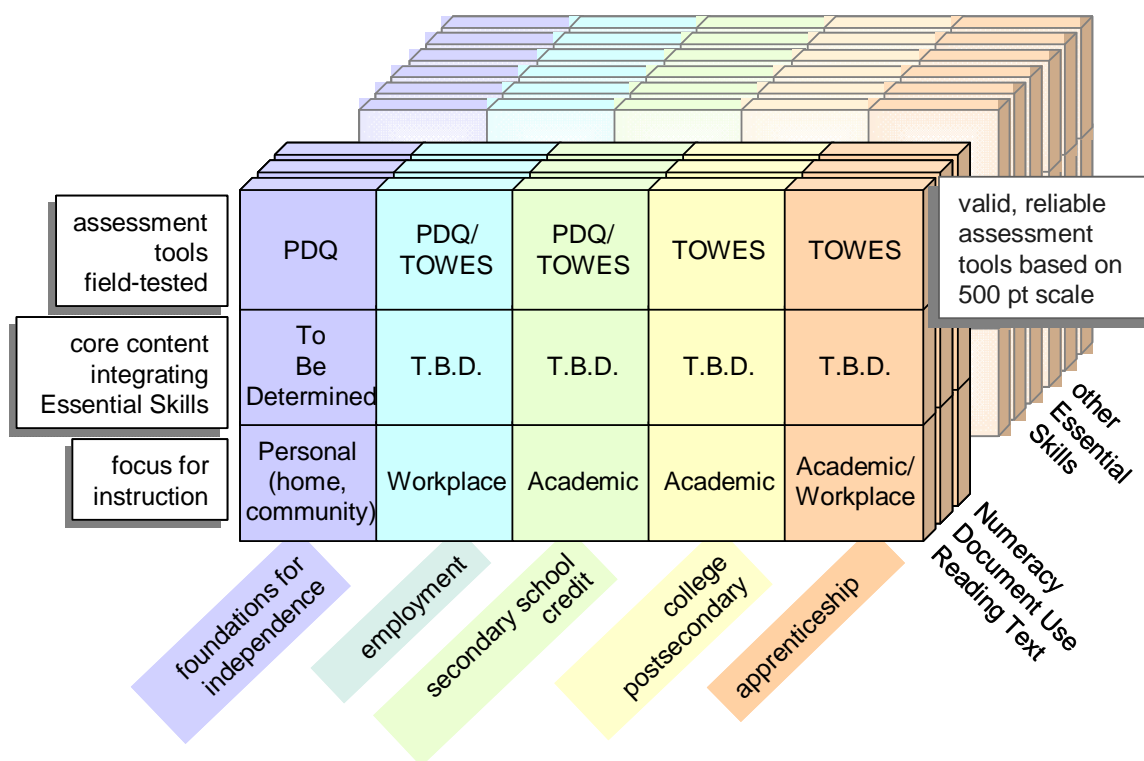 assessment
tools
field-tested
PDQ
PDQ/
TOWES
PDQ/
TOWES
TOWES
TOWES
valid, reliable
assessment
tools based on
500 pt scale
core content
integrating
Essential Skills
To
Be
Determined
T.B.D.
T.B.D.
T.B.D.
T.B.D.
focus for
instruction
Personal
(home,
community)
Workplace
Academic
Academic
Academic/
Workplace
other
Essential
Skills
Numeracy
Document Use
Reading Text
foundations for
independence
employment
secondary school
credit
college
postsecondary
apprenticeship